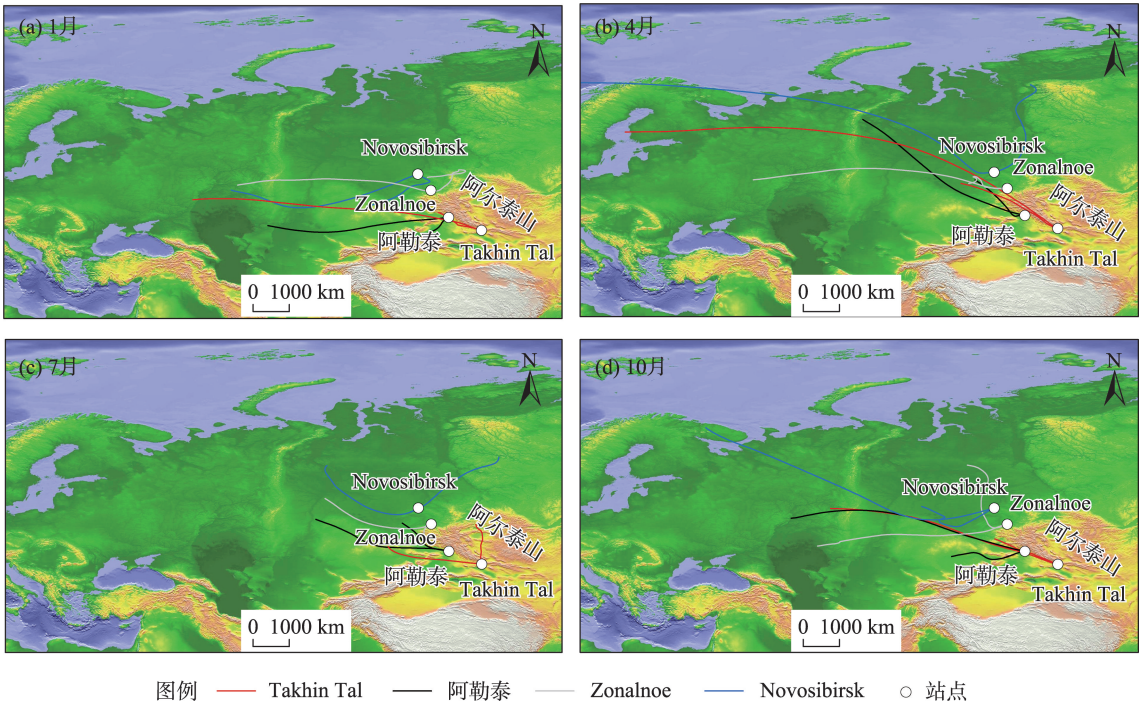 (a) 1月
N
Novosibirsk
Zonalnoe
阿尔泰山
阿勒泰
Takhin Tal
0 1000 km
(b) 4月
N
Novosibirsk
Zonalnoe
阿尔泰山
阿勒泰
Takhin Tal
0 1000 km
(c) 7月
N
Novosibirsk
Zonalnoe
阿尔泰山
阿勒泰
Takhin Tal
0 1000 km
(d) 10月
N
Novosibirsk
Zonalnoe
阿尔泰山
阿勒泰
Takhin Tal
0 1000 km
图例 Takhin Tal 阿勒泰 Zonalnoe Novosibirsk 站点